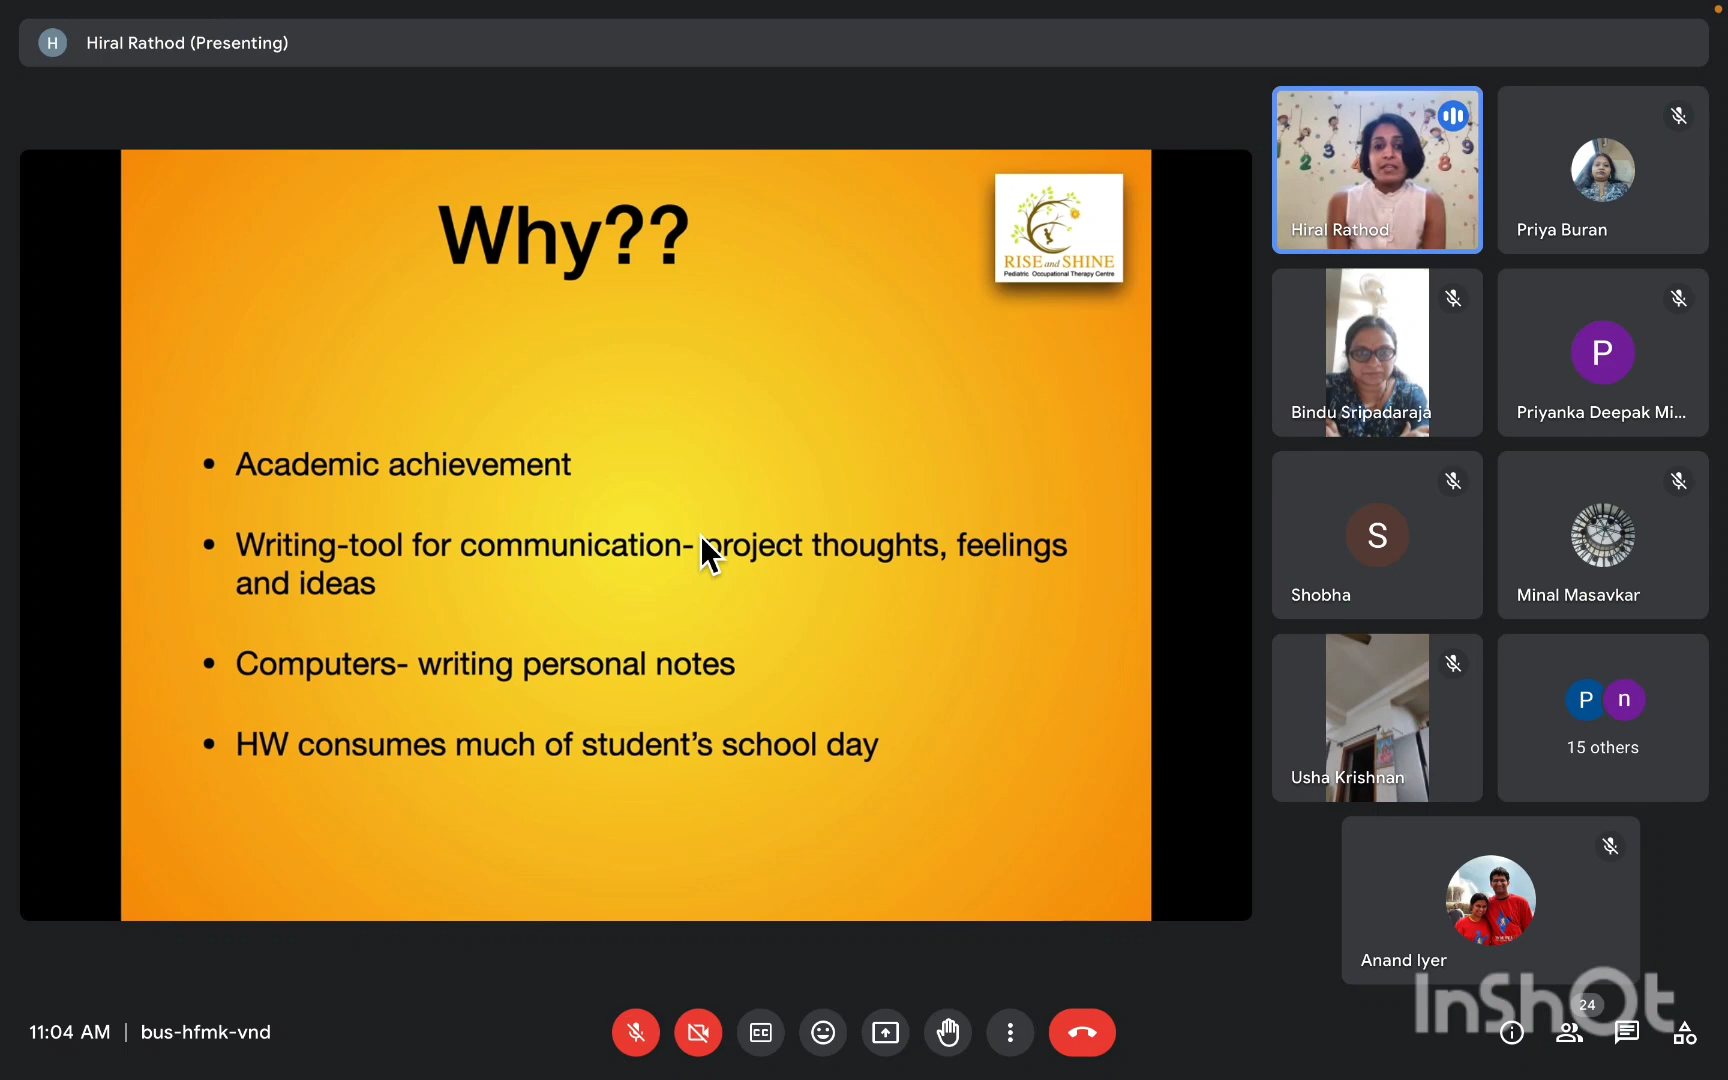 H Hiral Rathod (Presenting)
Why??
RISE and SHINE
Pediatric Occupational Therapy Centre
• Academic achievement
• Writing-tool for communication- project thoughts, feelings
and ideas
• Computers- writing personal notes
• HW consumes much of student's school day
Hiral Rathod
Priya Buran
Bindu Sripadaraja
P
Priyanka Deepak Mi...
S
Shobha
Minal Masavkar
Usha Krishnan
P n
15 others
Anand Iyer
InShOt
11:04 AM | bus-hfmk-vnd
CC
24